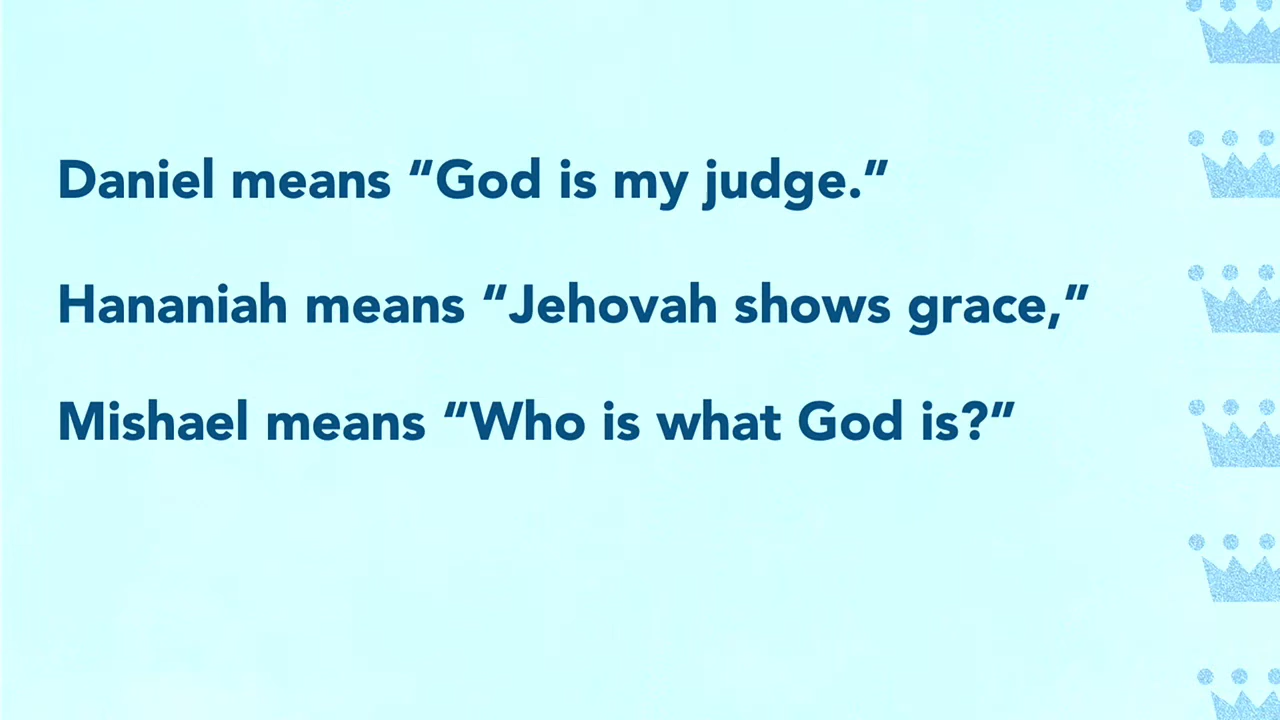 Daniel means “God is my judge.”
Hananiah means “Jehovah shows grace,”
Mishael means “Who is what God is?”